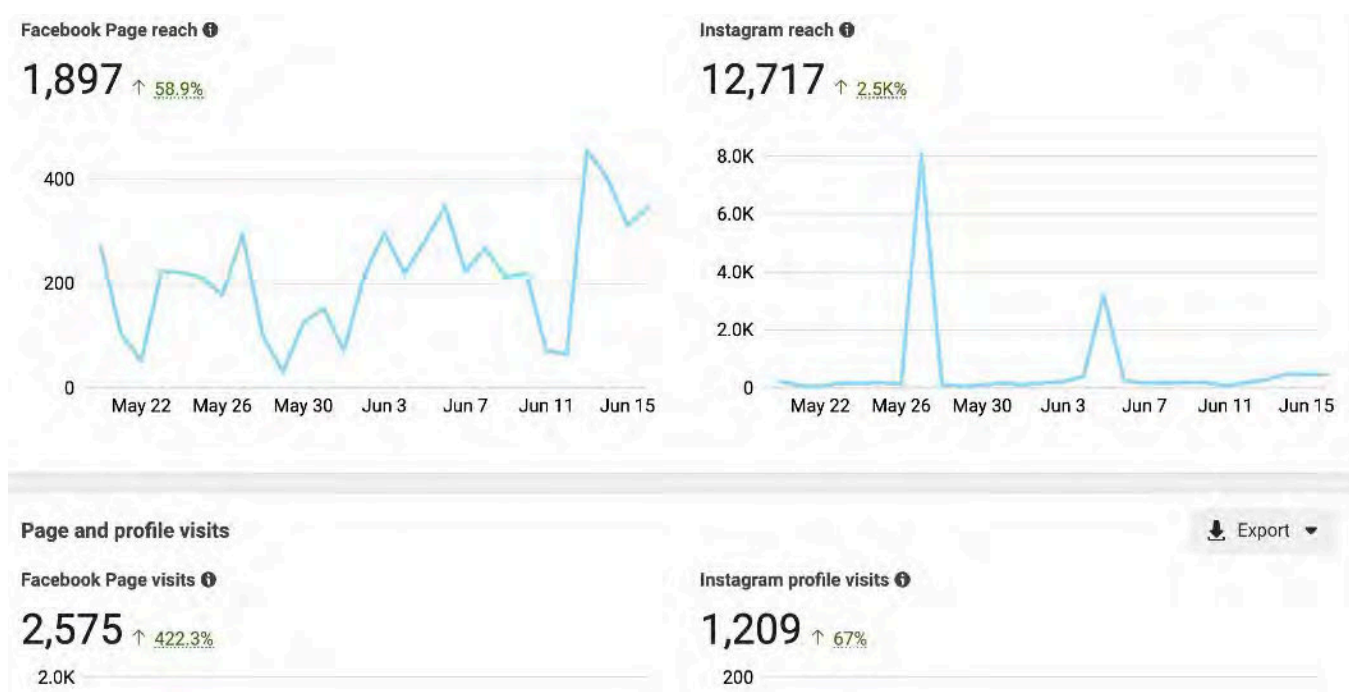 Facebook Page reach
1,897 ↑ 58.9%
400
200
0
May 22 May 26 May 30 Jun 3 Jun 7 Jun 11 Jun 15
Instagram reach
12,717 ↑ 2.5K%
8.0K
6.0K
4.0K
2.0K
0
May 22 May 26 May 30 Jun 3 Jun 7 Jun 11 Jun 15
Page and profile visits
Export
Facebook Page visits
2,575 ↑ 422.3%
2.0K
Instagram profile visits
1,209 ↑ 67%
200